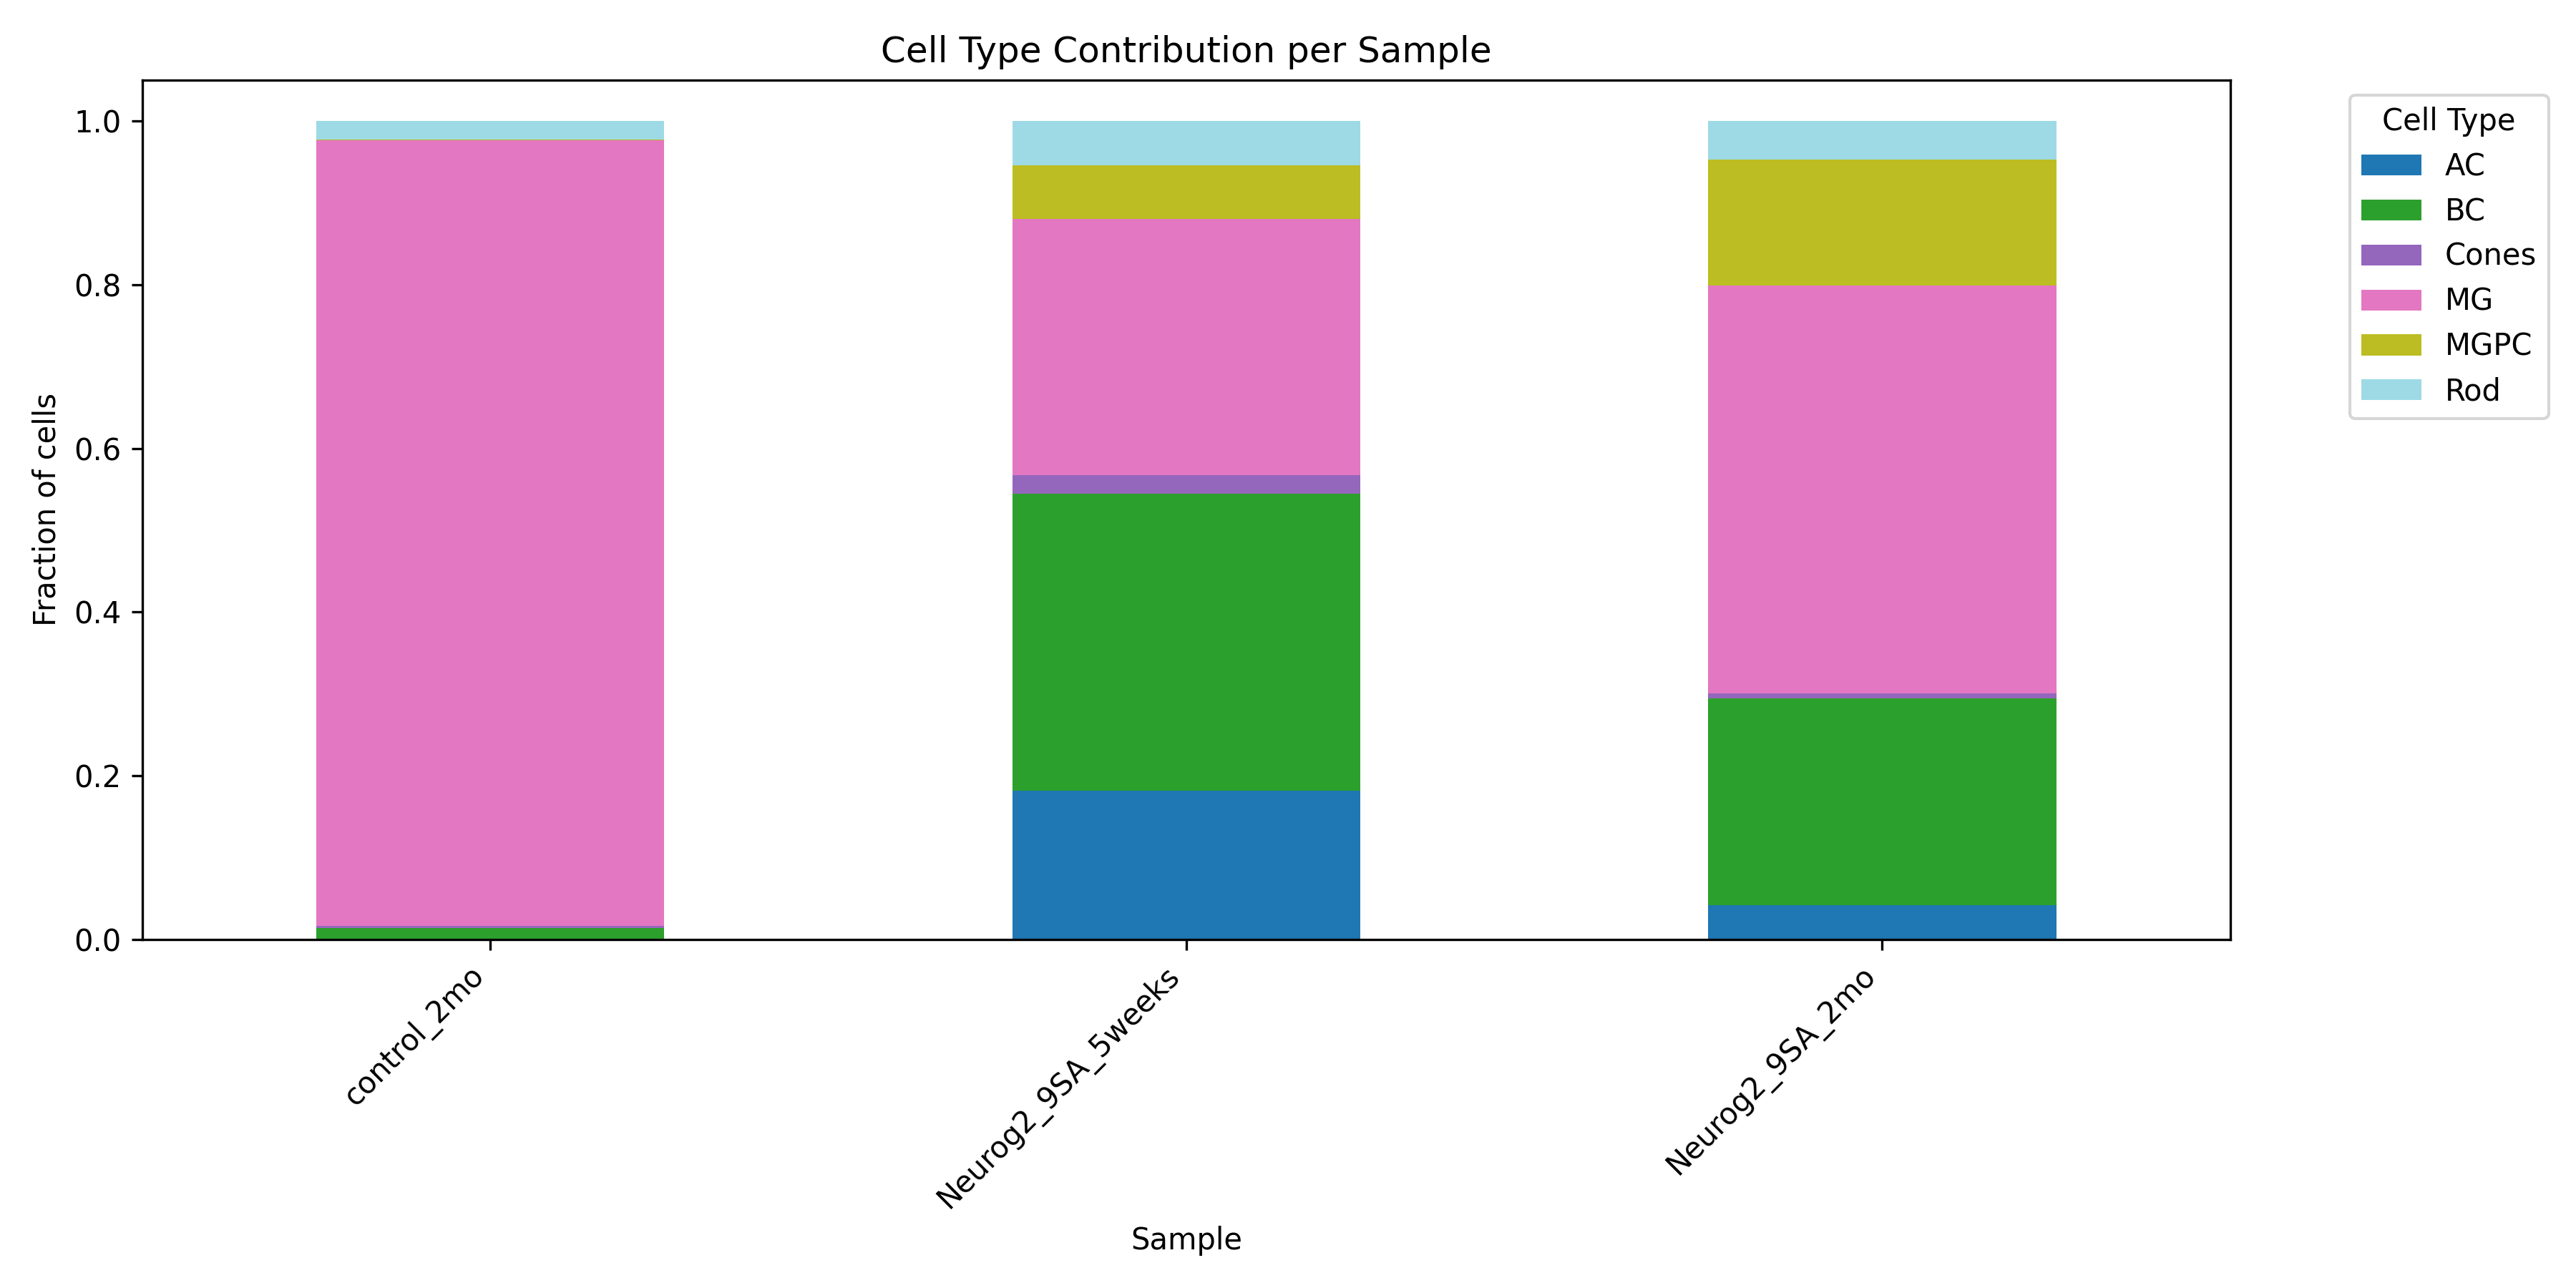 Cell Type Contribution per Sample
Fraction of cells
1.0
0.8
0.6
0.4
0.2
0.0
control_2mo
Neurog2_9SA_5weeks
Neurog2_9SA_2mo
Sample
Cell Type
AC
BC
Cones
MG
MGPC
Rod